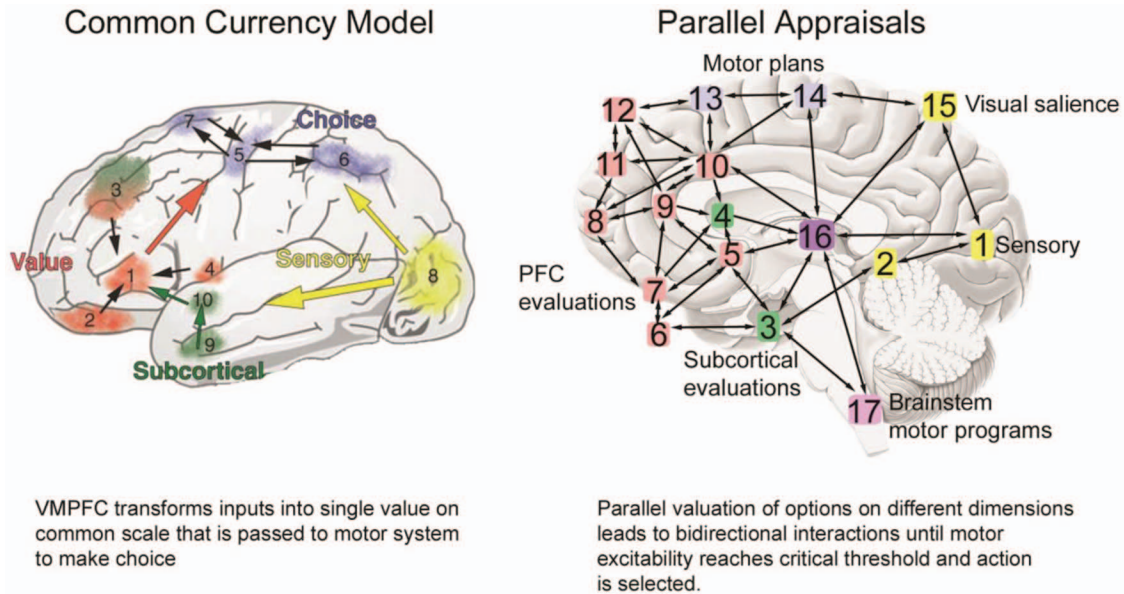 Common Currency Model
7
Choice
5
6
3
Value
1
4
Sensory
8
10
2
9
Subcortical
VMPFC transforms inputs into single value on
common scale that is passed to motor system
to make choice
Parallel Appraisals
Motor plans
12
13
14
15 Visual salience
11
10
9
4
8
16
1 Sensory
5
2
PFC
evaluations
7
6
3
Subcortical
evaluations
17 Brainstem
motor programs
Parallel valuation of options on different dimensions
leads to bidirectional interactions until motor
excitability reaches critical threshold and action
is selected.